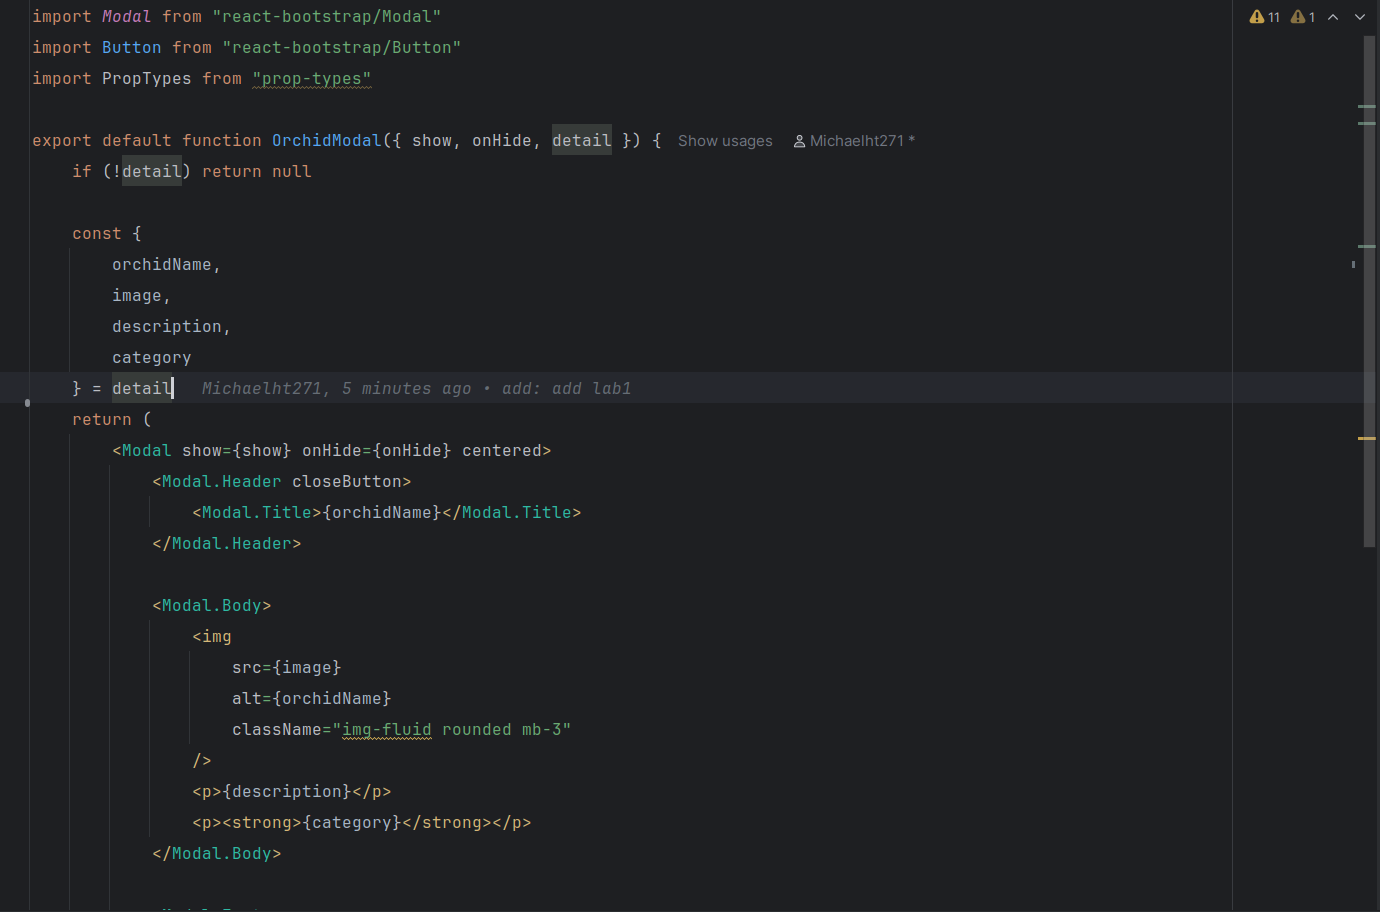 import Modal from "react-bootstrap/Modal"
import Button from "react-bootstrap/Button"
import PropTypes from "prop-types"
export default function OrchidModal({ show, onHide, detail }) { Show usages Michaelht271 *
if (!detail) return null
const {
orchidName,
image,
description,
category
} = detail Michaelht271, 5 minutes ago • add: add lab1
return (
<Modal show={show} onHide={onHide} centered>
<Modal.Header closeButton>
<Modal.Title>{orchidName}</Modal.Title>
</Modal.Header>
<Modal.Body>
<img
src={image}
alt={orchidName}
className="img-fluid rounded mb-3"
/>
<p>{description}</p>
<p><strong>{category}</strong></p>
</Modal.Body>
11 1